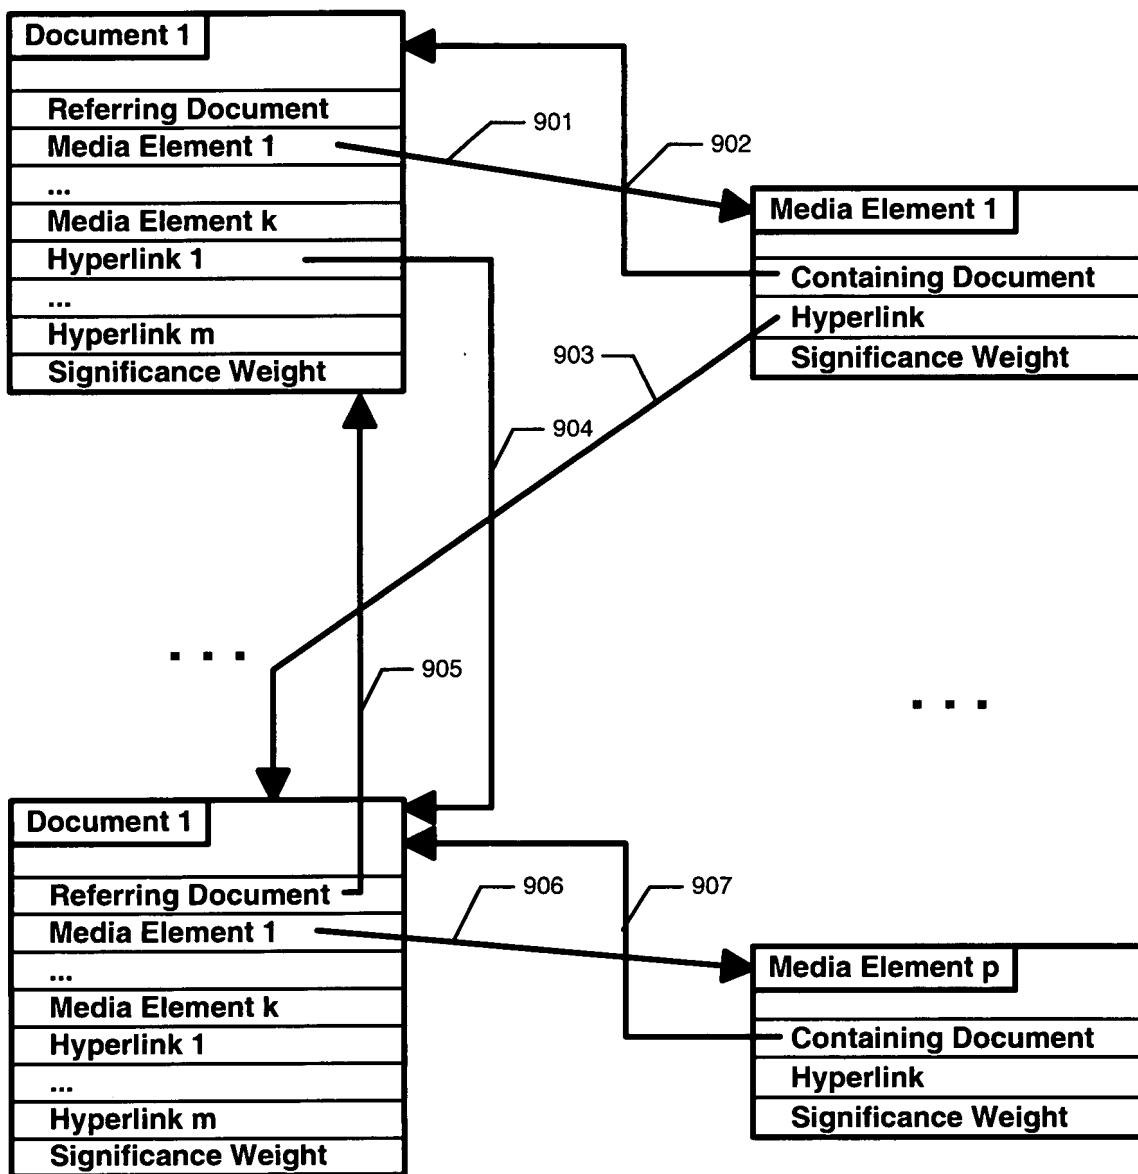 Document 1
Referring Document
Media Element 1
...
Media Element k
Hyperlink 1
...
Hyperlink m
Significance Weight
901
902
Media Element 1
Containing Document
Hyperlink
Significance Weight
903
904
. . .
905
. . .
Document 1
Referring Document
Media Element 1
...
Media Element k
Hyperlink 1
...
Hyperlink m
Significance Weight
906
907
Media Element p
Containing Document
Hyperlink
Significance Weight